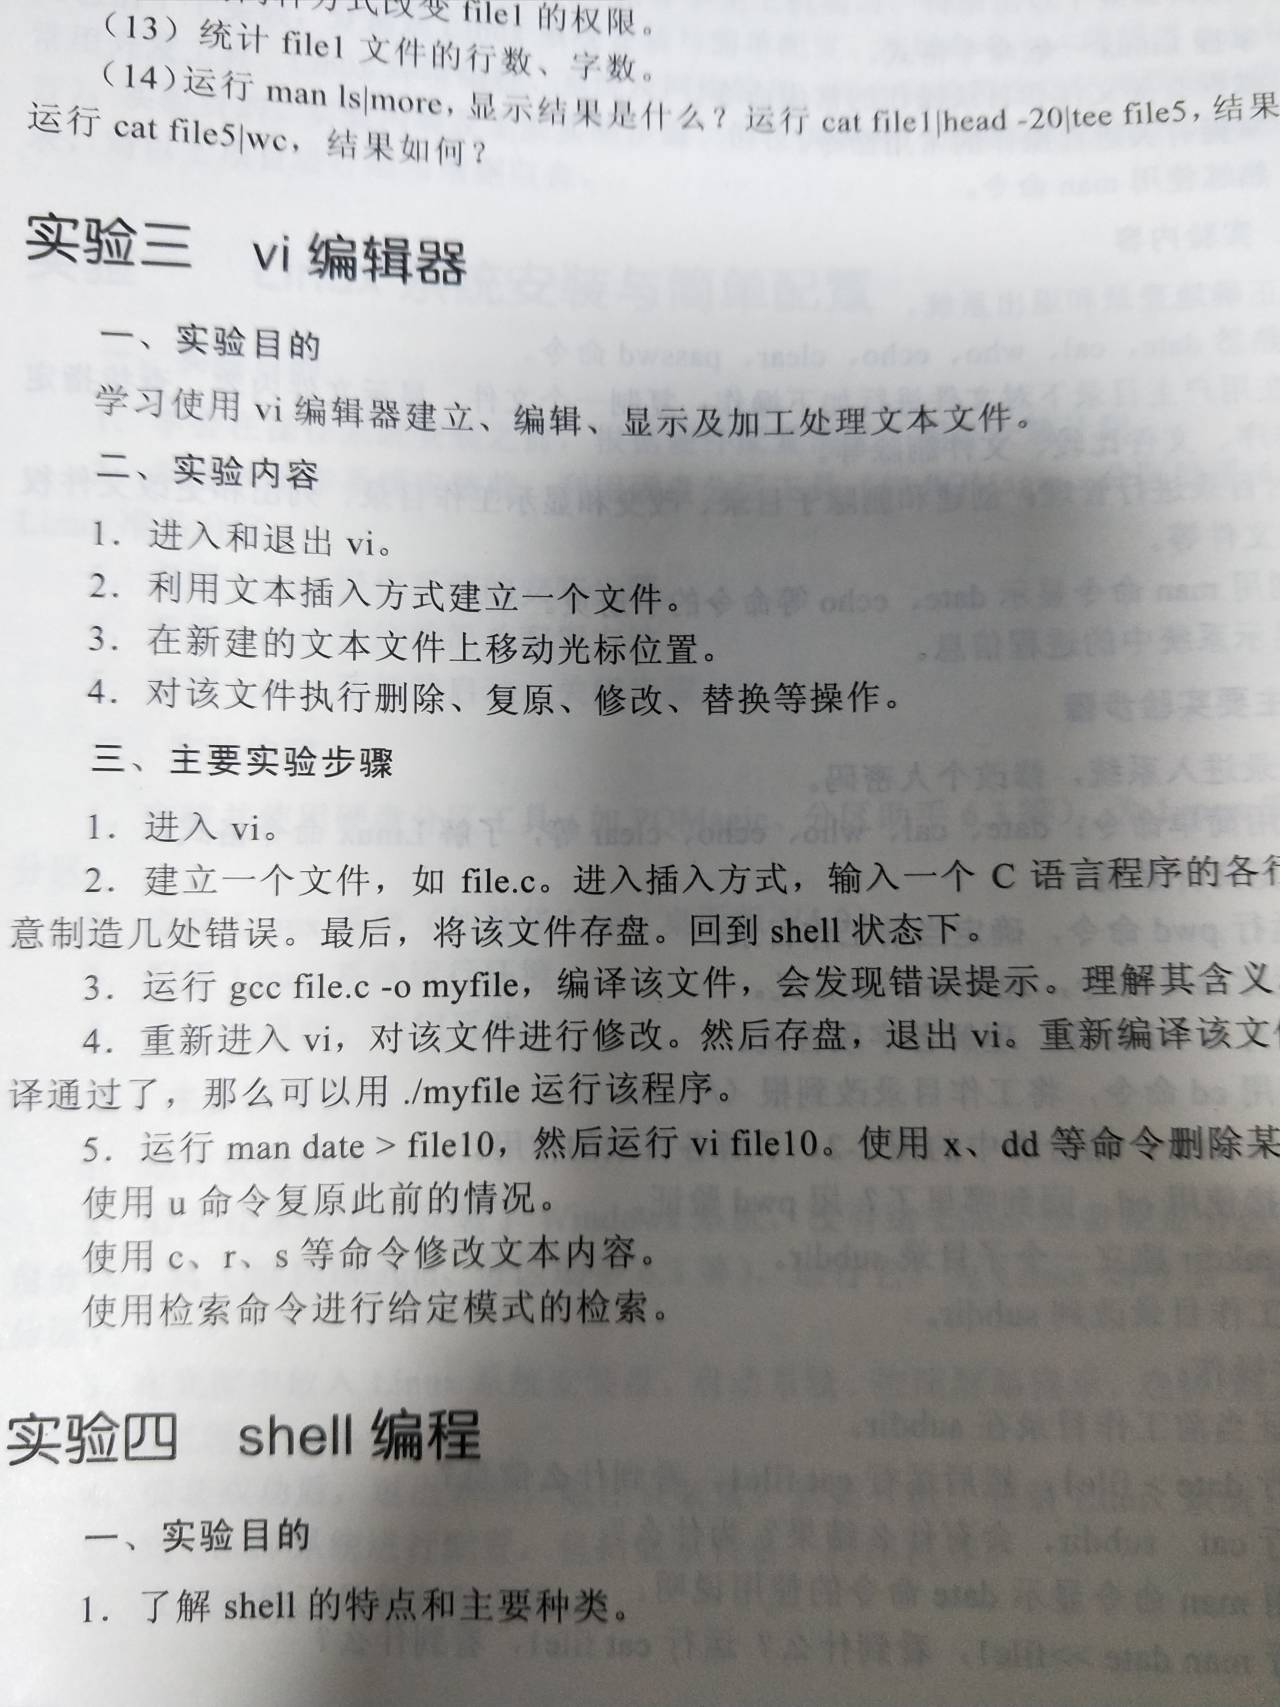 方式改变 file1 的权限。
（13）统计 file1 文件的行数、字数。
（14）运行 man ls|more，显示结果是什么？运行 cat file1|head -20|tee file5，结果
运行 cat file5|wc，结果如何？
实验三 vi 编辑器
一、实验目的
学习使用 vi 编辑器建立、编辑、显示及加工处理文本文件。
二、实验内容
1．进入和退出 vi。
2．利用文本插入方式建立一个文件。
3．在新建的文本文件上移动光标位置。
4．对该文件执行删除、复原、修改、替换等操作。
三、主要实验步骤
1．进入 vi。
2．建立一个文件，如 file.c。进入插入方式，输入一个 C 语言程序的各行
意制造几处错误。最后，将该文件存盘。回到 shell 状态下。
3．运行 gcc file.c -o myfile，编译该文件，会发现错误提示。理解其含义
4．重新进入 vi，对该文件进行修改。然后存盘，退出 vi。重新编译该文件
译通过了，那么可以用 ./myfile 运行该程序。
5．运行 man date > file10，然后运行 vi file10。使用 x、dd 等命令删除某
使用 u 命令复原此前的情况。
使用 c、r、s 等命令修改文本内容。
使用检索命令进行给定模式的检索。
实验四 shell 编程
一、实验目的
1．了解 shell 的特点和主要种类。